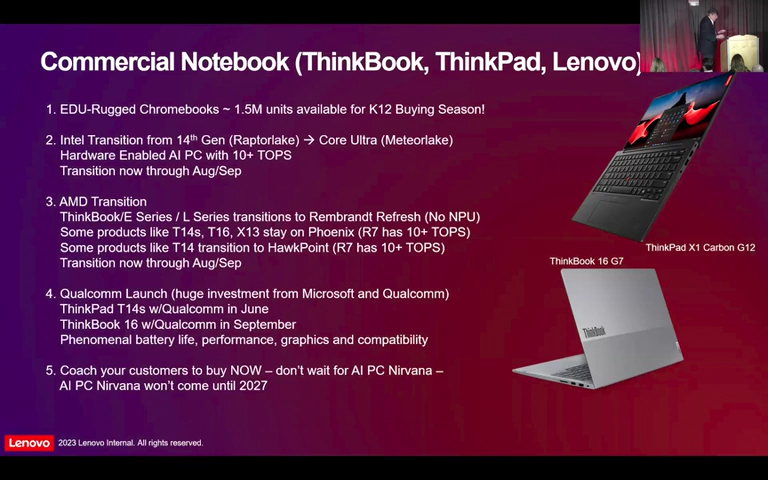 Commercial Notebook (ThinkBook, ThinkPad, Lenovo)
1. EDU-Rugged Chromebooks ~ 1.5M units available for K12 Buying Season!
2. Intel Transition from 14th Gen (Raptorlake) → Core Ultra (Meteorlake)
Hardware Enabled AI PC with 10+ TOPS
Transition now through Aug/Sep
3. AMD Transition
ThinkBook/E Series / L Series transitions to Rembrandt Refresh (No NPU)
Some products like T14s, T16, X13 stay on Phoenix (R7 has 10+ TOPS)
Some products like T14 transition to HawkPoint (R7 has 10+ TOPS)
Transition now through Aug/Sep
4. Qualcomm Launch (huge investment from Microsoft and Qualcomm)
ThinkPad T14s w/Qualcomm in June
ThinkBook 16 w/Qualcomm in September
Phenomenal battery life, performance, graphics and compatibility
5. Coach your customers to buy NOW – don't wait for AI PC Nirvana –
AI PC Nirvana won't come until 2027
ThinkPad X1 Carbon G12
ThinkBook 16 G7
ThinkBook
Lenovo
2023 Lenovo Internal. All rights reserved.